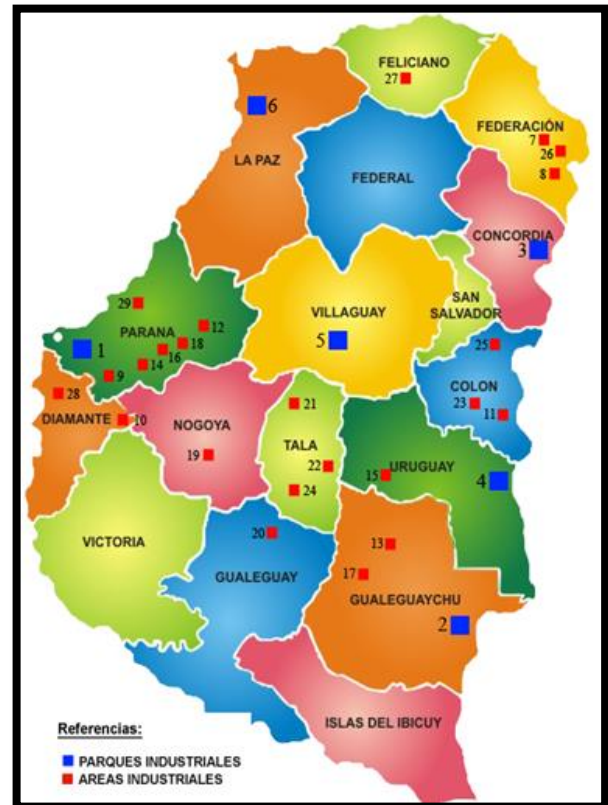 FELICIANO
27
6
FEDERACIÓN
7
26
LA PAZ
8
FEDERAL
CONCORDIA
3
29
12
VILLAGUAY
SAN
SALVADOR
PARANA
18
5
1
16
25
14
9
COLON
28
23
11
DIAMANTE
10
NOGOYA
21
TALA
19
22
15
URUGUAY
4
24
VICTORIA
20
13
GUALEGUAY
17
GUALEGUAYCHU
2
ISLAS DEL IBICUY
Referencias:
PARQUES INDUSTRIALES
AREAS INDUSTRIALES